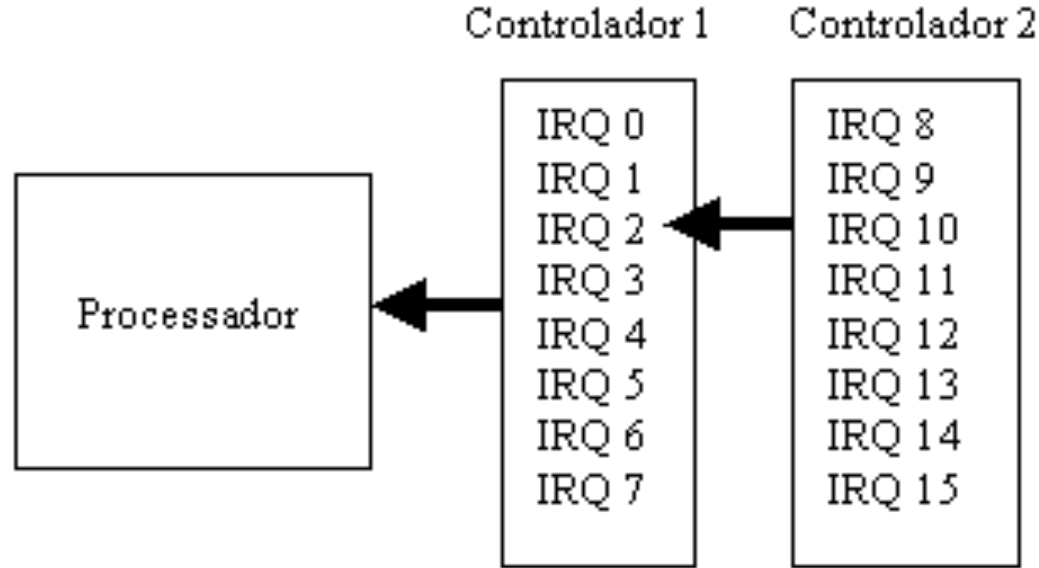 Controlador 1
Controlador 2
Processador
IRQ 0
IRQ 1
IRQ 2
IRQ 3
IRQ 4
IRQ 5
IRQ 6
IRQ 7
IRQ 8
IRQ 9
IRQ 10
IRQ 11
IRQ 12
IRQ 13
IRQ 14
IRQ 15